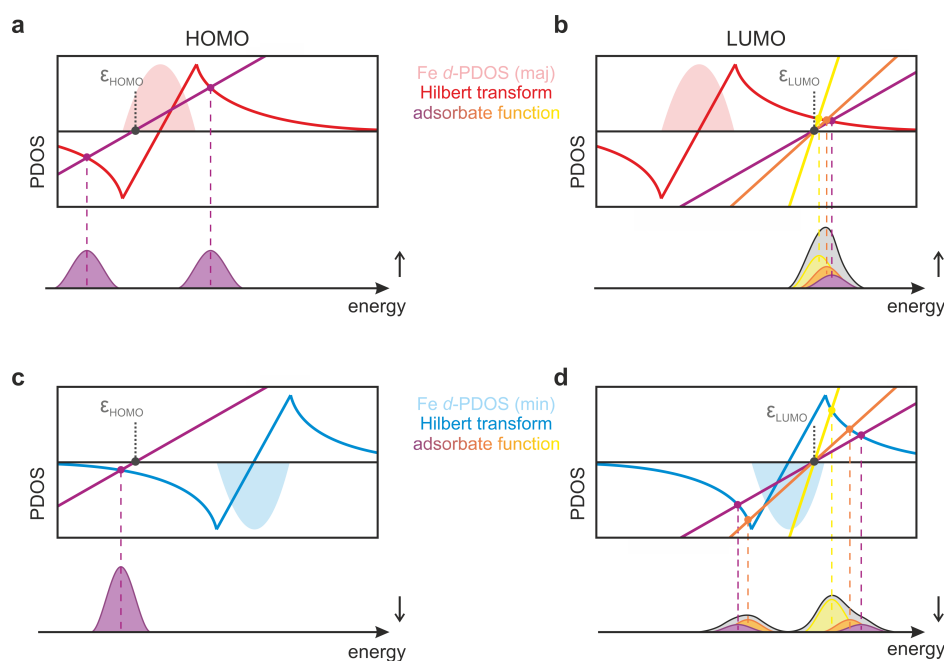 a
HOMO
ε_HOMO
PDOS
energy
↑
Fe d-PDOS (maj)
Hilbert transform
adsorbate function
b
LUMO
ε_LUMO
PDOS
energy
↑
c
ε_HOMO
PDOS
energy
↓
Fe d-PDOS (min)
Hilbert transform
adsorbate function
d
ε_LUMO
PDOS
energy
↓